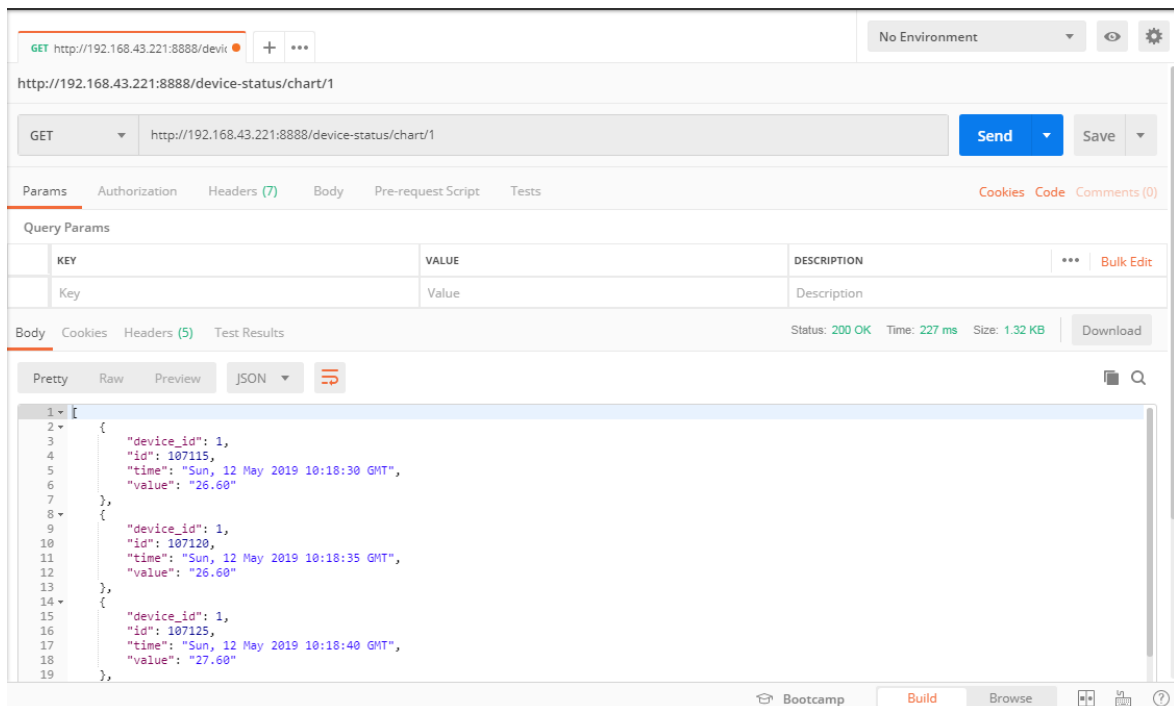 GET http://192.168.43.221:8888/devic + •••
No Environment
http://192.168.43.221:8888/device-status/chart/1
GET http://192.168.43.221:8888/device-status/chart/1 Send Save
Params Authorization Headers (7) Body Pre-request Script Tests Cookies Code Comments (0)
Query Params
KEY VALUE DESCRIPTION ••• Bulk Edit
Key Value Description
Body Cookies Headers (5) Test Results Status: 200 OK Time: 227 ms Size: 1.32 KB Download
Pretty Raw Preview JSON
1 [
2 {
3 "device_id": 1,
4 "id": 107115,
5 "time": "Sun, 12 May 2019 10:18:30 GMT",
6 "value": "26.60"
7 },
8 {
9 "device_id": 1,
10 "id": 107120,
11 "time": "Sun, 12 May 2019 10:18:35 GMT",
12 "value": "26.60"
13 },
14 {
15 "device_id": 1,
16 "id": 107125,
17 "time": "Sun, 12 May 2019 10:18:40 GMT",
18 "value": "27.60"
19 },
Bootcamp Build Browse ?